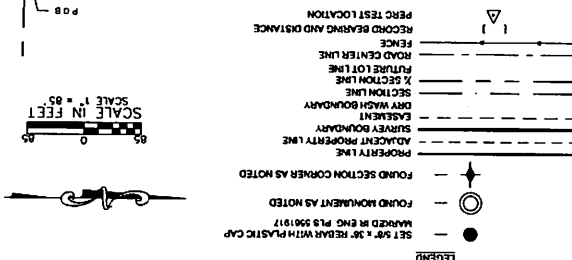 LEGEND
SET 5/8" x 36" REBAR WITH PLASTIC CAP
MARKED IR ENG PLS 5561917
FOUND MONUMENT AS NOTED
FOUND SECTION CORNER AS NOTED
PROPERTY LINE
ADJACENT PROPERTY LINE
SURVEY BOUNDARY
EASEMENT
DRY WASH BOUNDARY
SECTION LINE
¼ SECTION LINE
FUTURE LOT LINE
ROAD CENTER LINE
FENCE
[ ] RECORD BEARING AND DISTANCE
PERC TEST LOCATION
85 0 85
SCALE IN FEET
SCALE 1" = 85'
POB